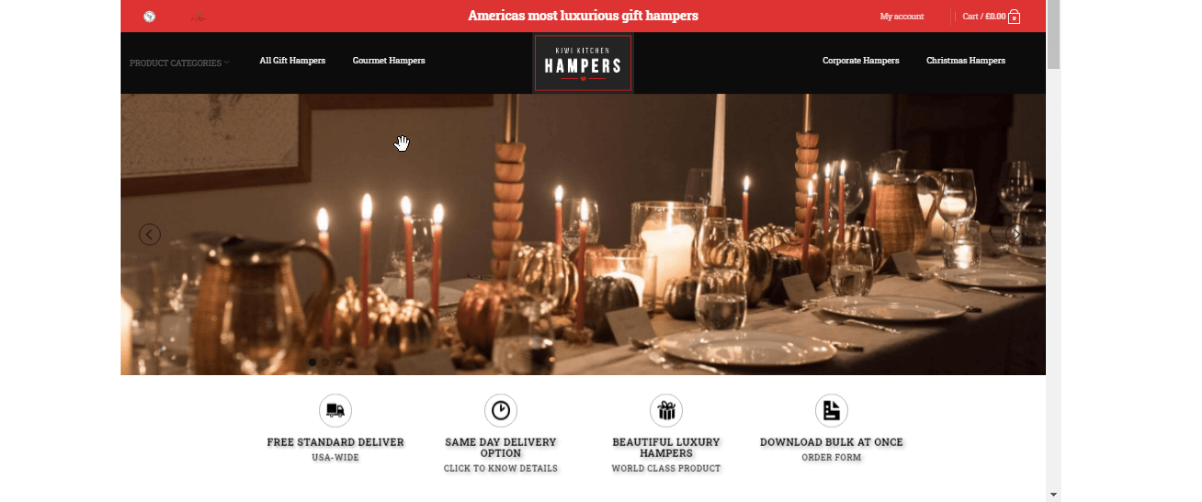 Americas most luxurious gift hampers
My account
Cart / £0.00
PRODUCT CATEGORIES
All Gift Hampers
Gourmet Hampers
KIWI KITCHEN
HAMPERS
Corporate Hampers
Christmas Hampers
FREE STANDARD DELIVER
USA-WIDE
SAME DAY DELIVERY
OPTION
CLICK TO KNOW DETAILS
BEAUTIFUL LUXURY
HAMPERS
WORLD CLASS PRODUCT
DOWNLOAD BULK AT ONCE
ORDER FORM